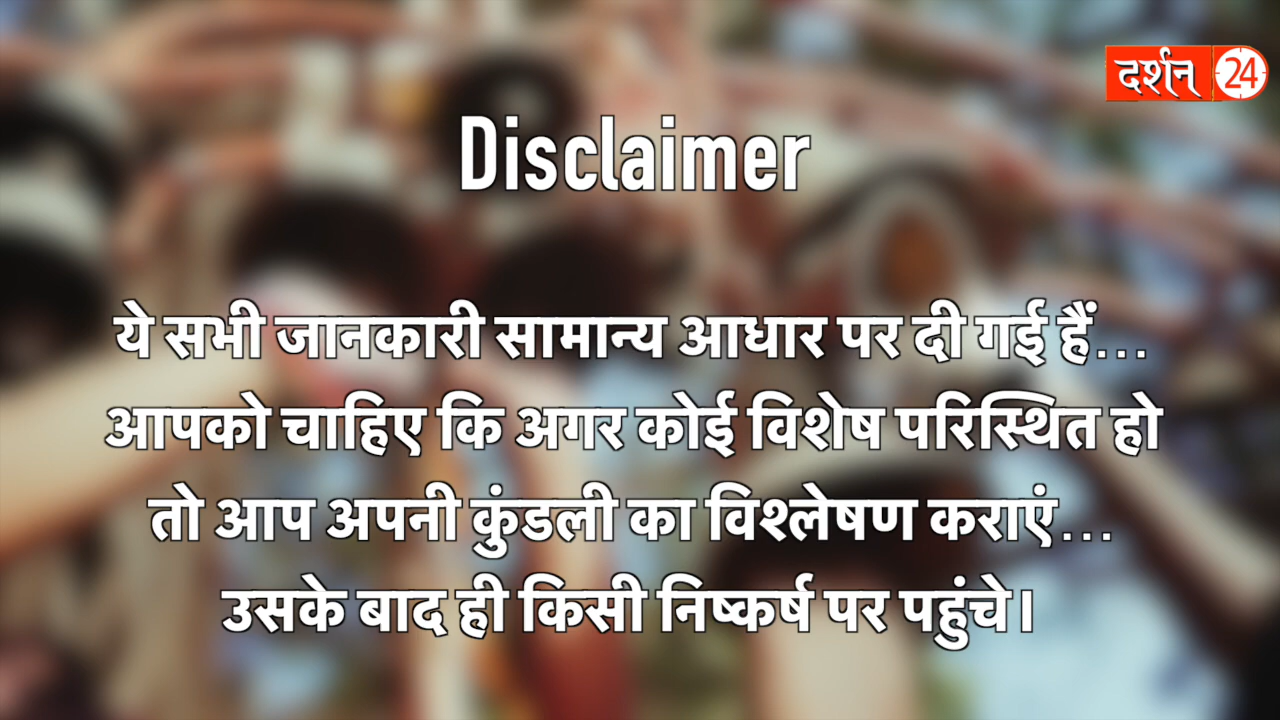 दर्शन 24
Disclaimer
ये सभी जानकारी सामान्य आधार पर दी गई हैं...
आपको चाहिए कि अगर कोई विशेष परिस्थित हो
तो आप अपनी कुंडली का विश्लेषण कराएं...
उसके बाद ही किसी निष्कर्ष पर पहुंचे।